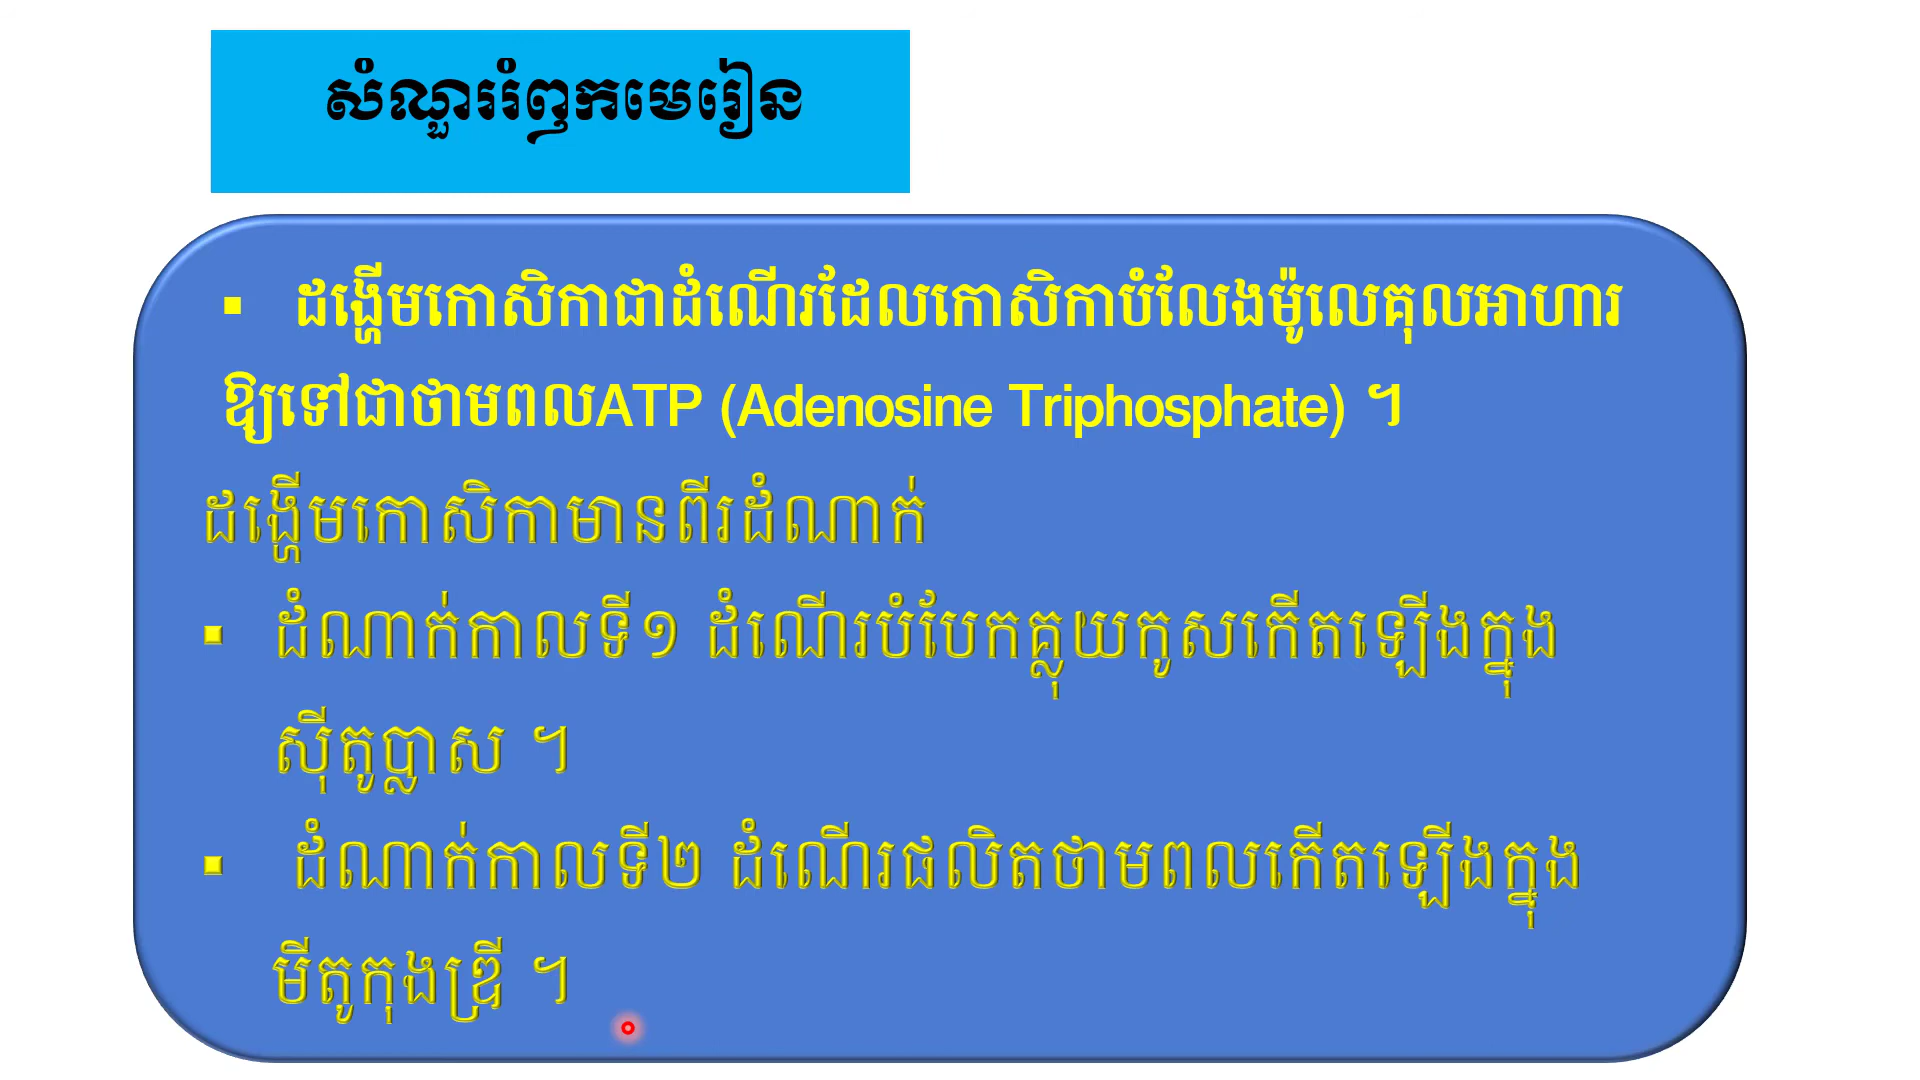 សំណួររំឭកមេរៀន
▪ ដង្ហើមកោសិកាជាដំណើរដែលកោសិកាបំលែងម៉ូលេគុលអាហារ
ឱ្យទៅជាថាមពលATP (Adenosine Triphosphate) ។
ដង្ហើមកោសិកាមានពីរដំណាក់
▪ ដំណាក់កាលទី១ ដំណើរបំបែកគ្លុយកូសកើតឡើងក្នុង
ស៊ីតូប្លាស ។
▪ ដំណាក់កាលទី២ ដំណើរផលិតថាមពលកើតឡើងក្នុង
មីតូកុងឌ្រី ។